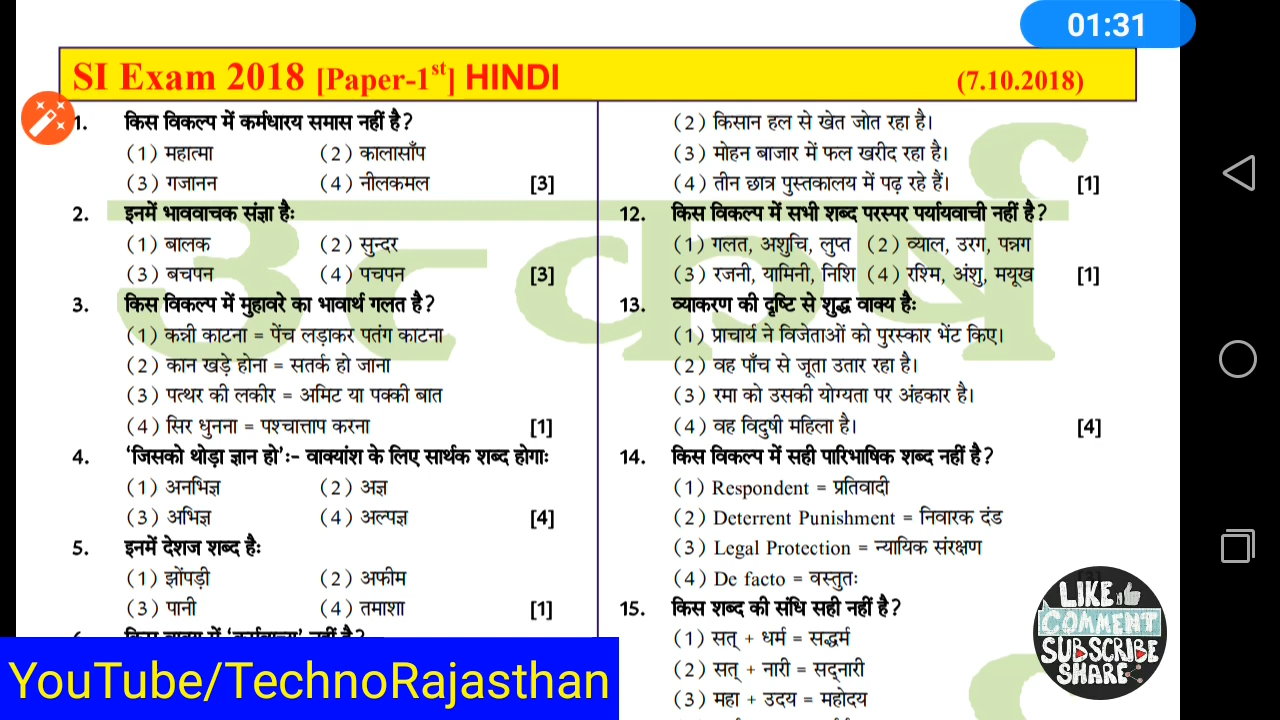 01:31
SI Exam 2018 [Paper-1st] HINDI (7.10.2018)
1. किस विकल्प में कर्मधारय समास नहीं है?
(1) महात्मा (2) कालासाँप
(3) गजानन (4) नीलकमल [3]
2. इनमें भाववाचक संज्ञा हैः
(1) बालक (2) सुन्दर
(3) बचपन (4) पचपन [3]
3. किस विकल्प में मुहावरे का भावार्थ गलत है?
(1) कन्नी काटना = पेंच लड़ाकर पतंग काटना
(2) कान खड़े होना = सतर्क हो जाना
(3) पत्थर की लकीर = अमिट या पक्की बात
(4) सिर धुनना = पश्चात्ताप करना [1]
4. ‘जिसको थोड़ा ज्ञान हो’ः- वाक्यांश के लिए सार्थक शब्द होगाः
(1) अनभिज्ञ (2) अज्ञ
(3) अभिज्ञ (4) अल्पज्ञ [4]
5. इनमें देशज शब्द हैः
(1) झोंपड़ी (2) अफीम
(3) पानी (4) तमाशा [1]
(2) किसान हल से खेत जोत रहा है।
(3) मोहन बाजार में फल खरीद रहा है।
(4) तीन छात्र पुस्तकालय में पढ़ रहे हैं। [1]
12. किस विकल्प में सभी शब्द परस्पर पर्यायवाची नहीं है?
(1) गलत, अशुचि, लुप्त (2) व्याल, उरग, पन्नग
(3) रजनी, यामिनी, निशि (4) रश्मि, अंशु, मयूख [1]
13. व्याकरण की दृष्टि से शुद्ध वाक्य हैः
(1) प्राचार्य ने विजेताओं को पुरस्कार भेंट किए।
(2) वह पाँच से जूता उतार रहा है।
(3) रमा को उसकी योग्यता पर अंहकार है।
(4) वह विदुषी महिला है। [4]
14. किस विकल्प में सही पारिभाषिक शब्द नहीं है?
(1) Respondent = प्रतिवादी
(2) Deterrent Punishment = निवारक दंड
(3) Legal Protection = न्यायिक संरक्षण
(4) De facto = वस्तुतः
15. किस शब्द की संधि सही नहीं है?
(1) सत् + धर्म = सद्धर्म
(2) सत् + नारी = सद्नारी
(3) महा + उदय = महोदय
उत्कर्ष
YouTube/TechnoRajasthan
LIKE
COMMENT
SUBSCRIBE
SHARE